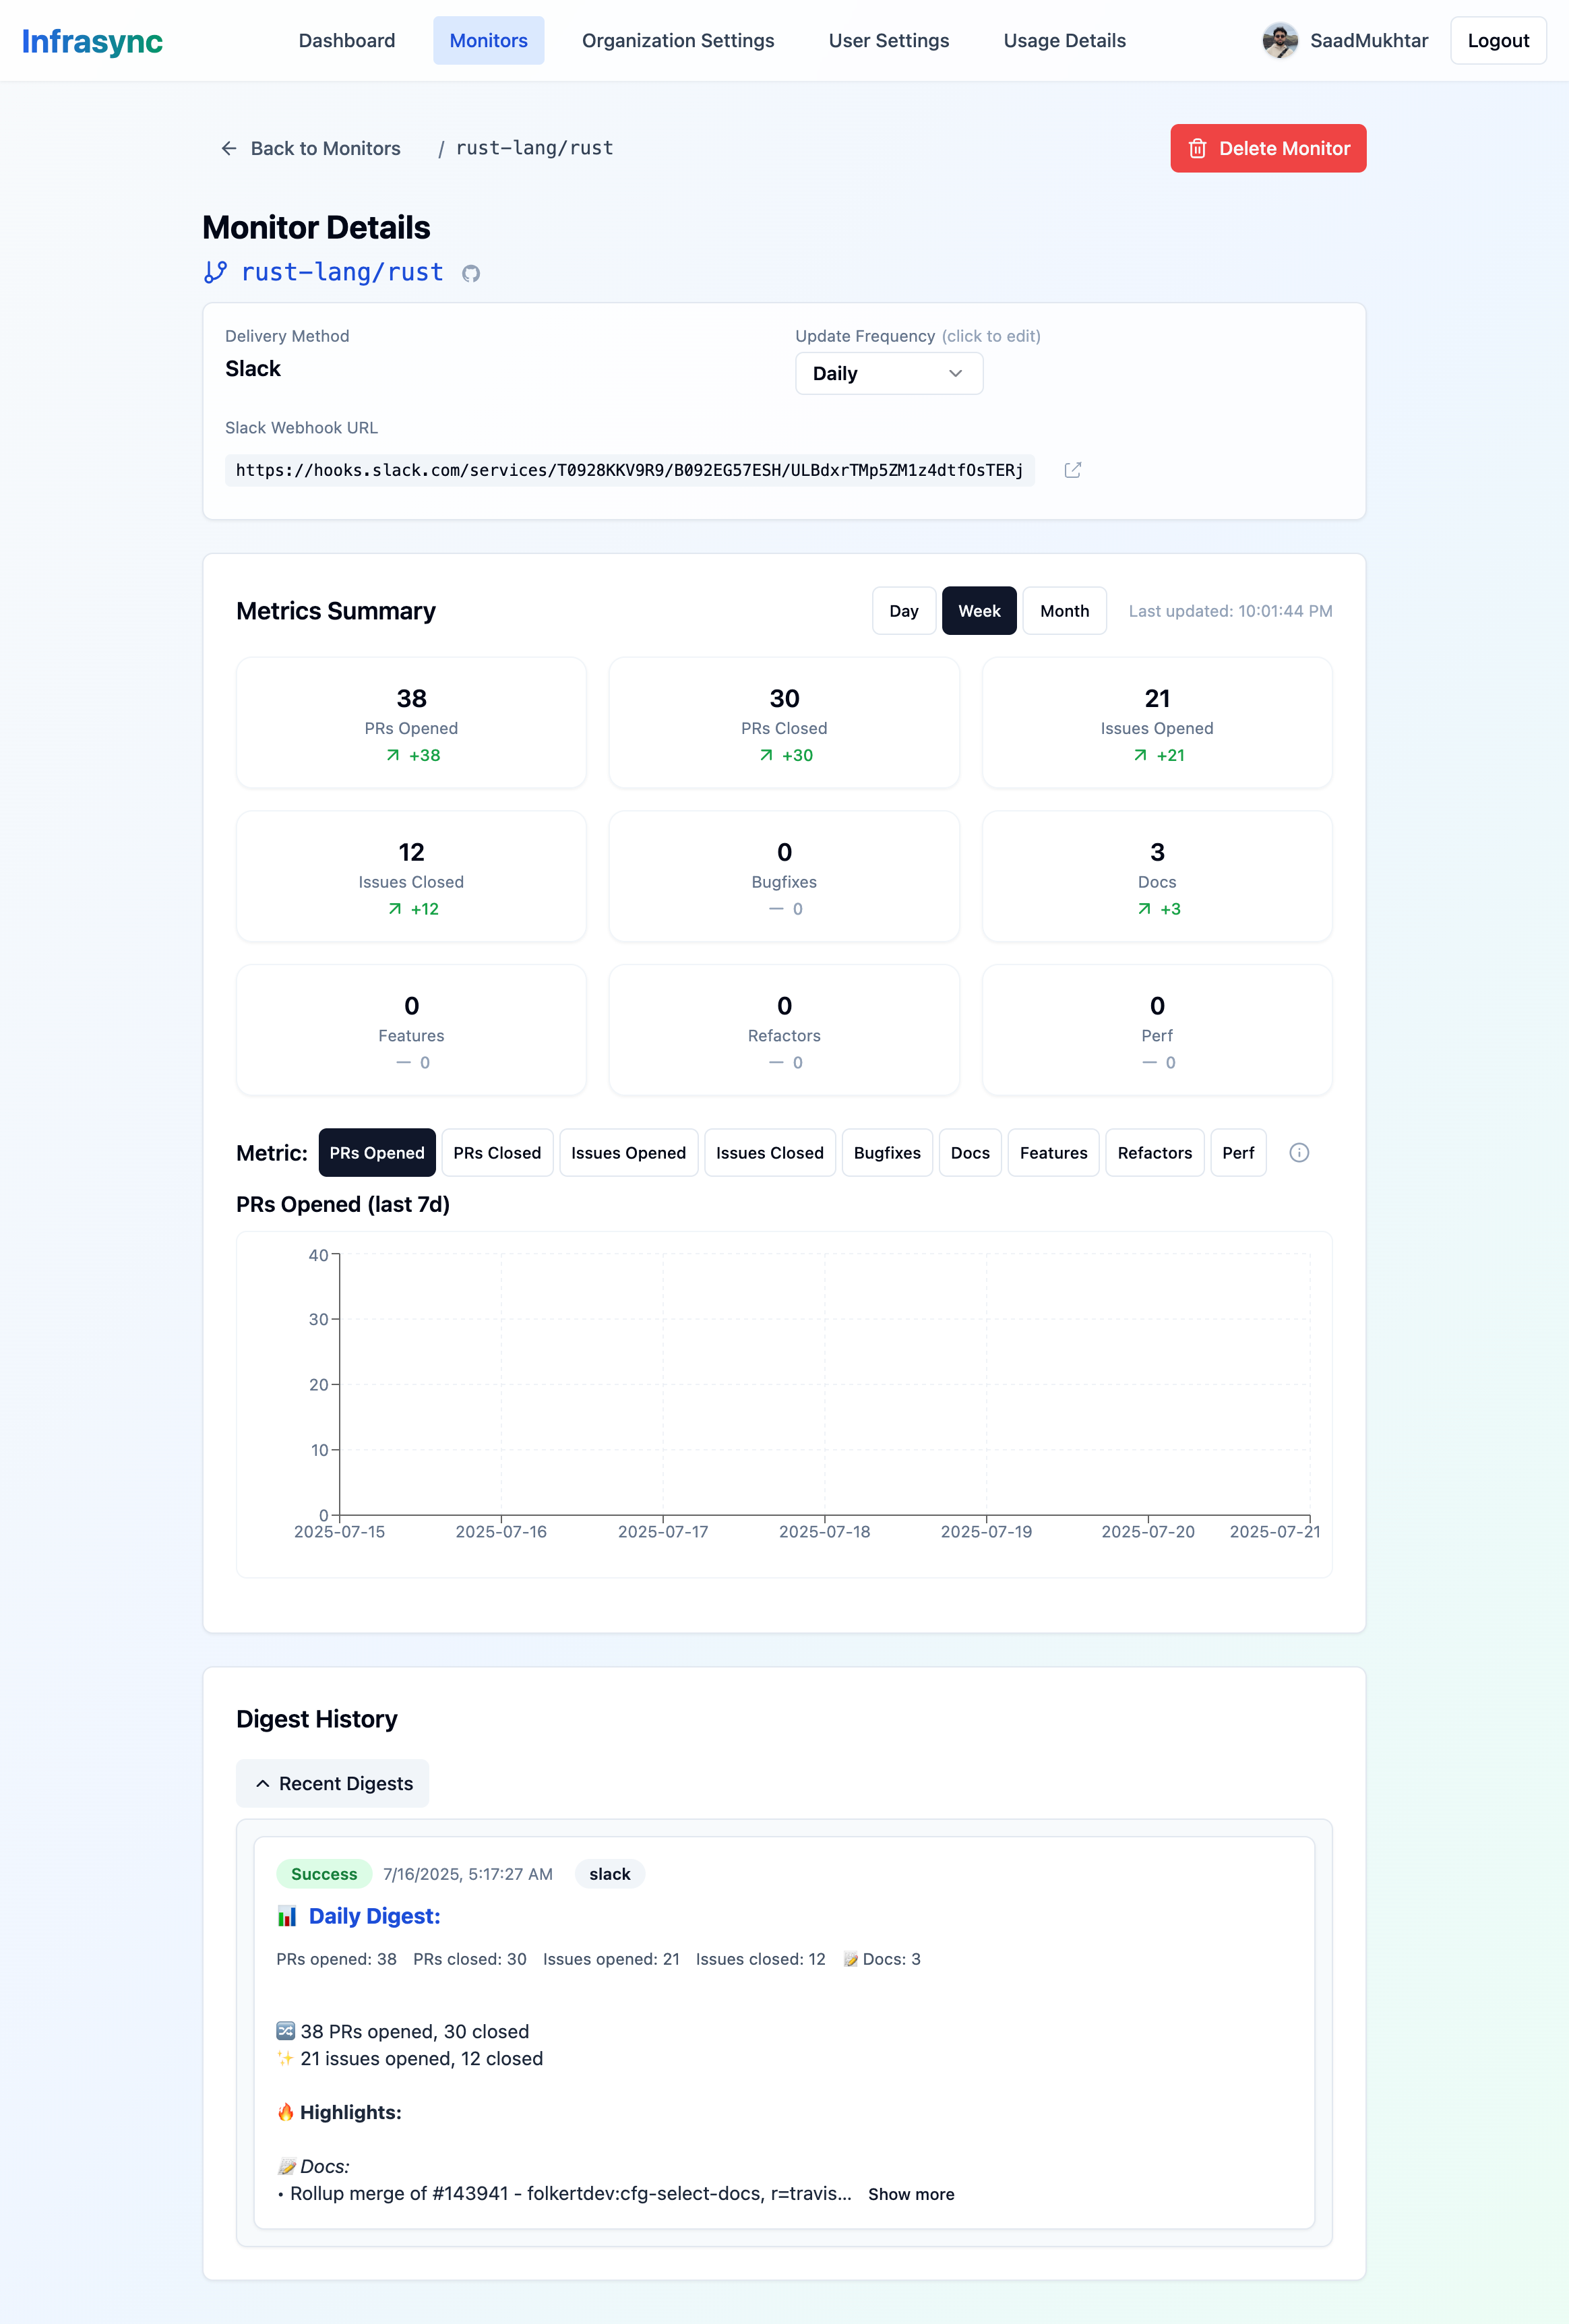 Infrasync
Dashboard
Monitors
Organization Settings
User Settings
Usage Details
SaadMukhtar
Logout
Back to Monitors
/ rust-lang/rust
Delete Monitor
Monitor Details
rust-lang/rust
Delivery Method
Slack
Update Frequency (click to edit)
Daily
Slack Webhook URL
https://hooks.slack.com/services/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
Metrics Summary
Day
Week
Month
Last updated: 10:01:44 PM
38
PRs Opened
+38
30
PRs Closed
+30
21
Issues Opened
+21
12
Issues Closed
+12
0
Bugfixes
0
3
Docs
+3
0
Features
0
0
Refactors
0
0
Perf
0
Metric:
PRs Opened
PRs Closed
Issues Opened
Issues Closed
Bugfixes
Docs
Features
Refactors
Perf
PRs Opened (last 7d)
40
30
20
10
0
2025-07-15
2025-07-16
2025-07-17
2025-07-18
2025-07-19
2025-07-20
2025-07-21
Digest History
Recent Digests
Success
7/16/2025, 5:17:27 AM
slack
📊 Daily Digest:
PRs opened: 38 PRs closed: 30 Issues opened: 21 Issues closed: 12 📝 Docs: 3
🔀 38 PRs opened, 30 closed
✨ 21 issues opened, 12 closed
🔥 Highlights:
📝 Docs:
• Rollup merge of #143941 - folkertdev:cfg-select-docs, r=travis... Show more